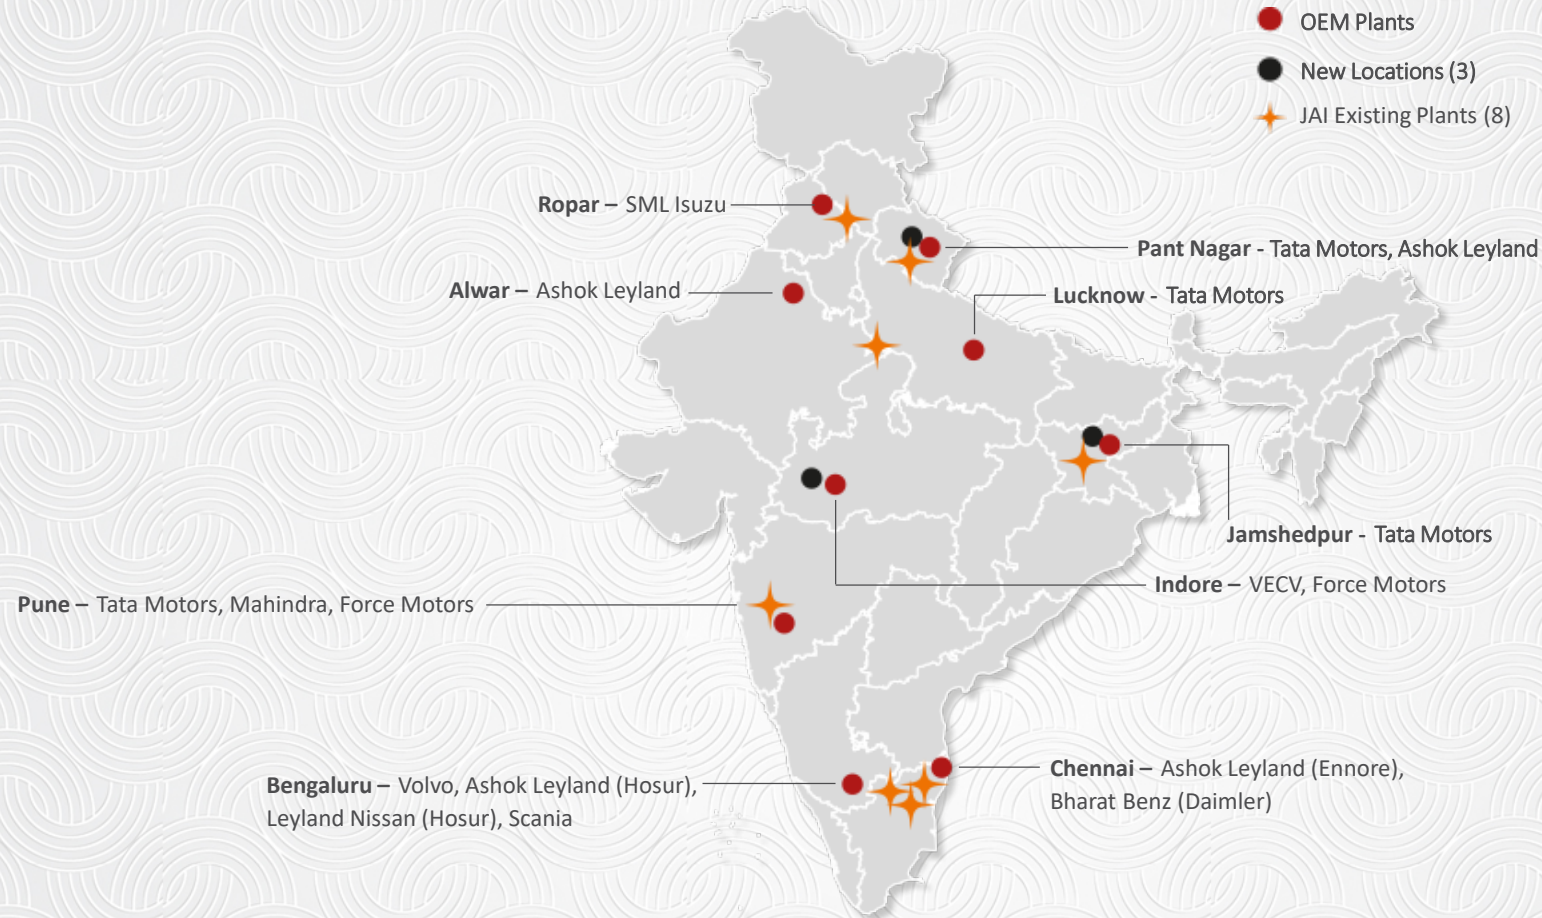 OEM Plants
New Locations (3)
JAI Existing Plants (8)
Ropar – SML Isuzu
Pant Nagar - Tata Motors, Ashok Leyland
Alwar – Ashok Leyland
Lucknow - Tata Motors
Jamshedpur - Tata Motors
Indore – VECV, Force Motors
Pune – Tata Motors, Mahindra, Force Motors
Bengaluru – Volvo, Ashok Leyland (Hosur),
Leyland Nissan (Hosur), Scania
Chennai – Ashok Leyland (Ennore),
Bharat Benz (Daimler)